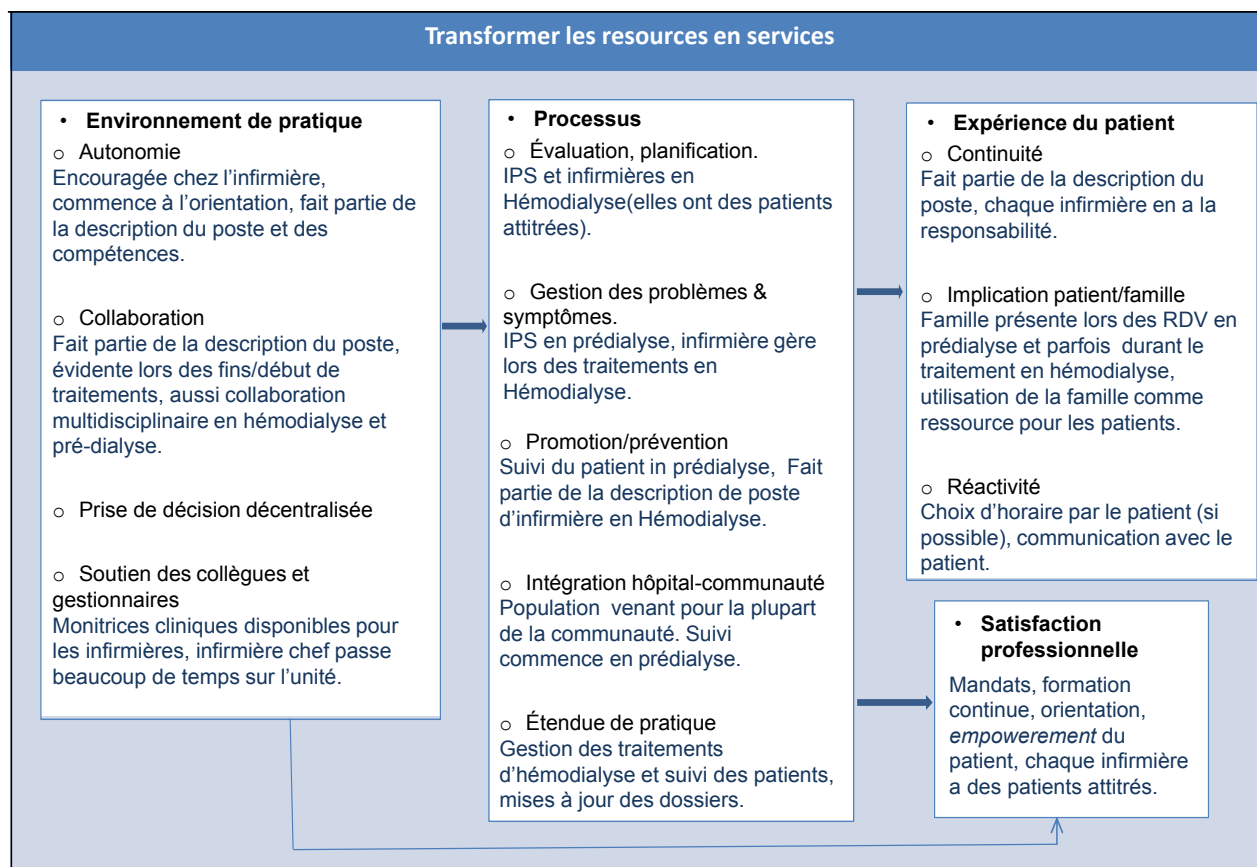 Transformer les resources en services
• Environnement de pratique
o Autonomie
Encouragée chez l'infirmière,
commence à l'orientation, fait partie de
la description du poste et des
compétences.
o Collaboration
Fait partie de la description du poste,
évidente lors des fins/début de
traitements, aussi collaboration
multidisciplinaire en hémodialyse et
pré-dialyse.
o Prise de décision décentralisée
o Soutien des collègues et
gestionnaires
Monitrices cliniques disponibles pour
les infirmières, infirmière chef passe
beaucoup de temps sur l'unité.
• Processus
o Évaluation, planification.
IPS et infirmières en
Hémodialyse(elles ont des patients
attitrées).
o Gestion des problèmes &
symptômes.
IPS en prédialyse, infirmière gère
lors des traitements en
Hémodialyse.
o Promotion/prévention
Suivi du patient in prédialyse, Fait
partie de la description de poste
d'infirmière en Hémodialyse.
o Intégration hôpital-communauté
Population venant pour la plupart
de la communauté. Suivi
commence en prédialyse.
o Étendue de pratique
Gestion des traitements
d'hémodialyse et suivi des patients,
mises à jour des dossiers.
• Expérience du patient
o Continuité
Fait partie de la description du
poste, chaque infirmière en a la
responsabilité.
o Implication patient/famille
Famille présente lors des RDV en
prédialyse et parfois durant le
traitement en hémodialyse,
utilisation de la famille comme
ressource pour les patients.
o Réactivité
Choix d'horaire par le patient (si
possible), communication avec le
patient.
• Satisfaction
professionnelle
Mandats, formation
continue, orientation,
empowerement du
patient, chaque infirmière
a des patients attitrés.